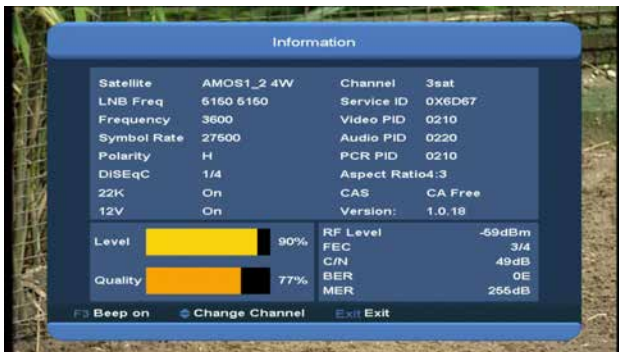 Information
Satellite AMOS1_2 4W Channel 3sat
LNB Freq 5150 5150 Service ID 0X6D67
Frequency 3600 Video PID 0210
Symbol Rate 27500 Audio PID 0220
Polarity H PCR PID 0210
DiSEqC 1/4 Aspect Ratio4:3
22K On CAS CA Free
12V On Version: 1.0.18
Level 90% RF Level -59dBm
FEC 3/4
C/N 49dB
Quality 77% BER 0E
MER 255dB
F3 Beep on Change Channel Exit Exit